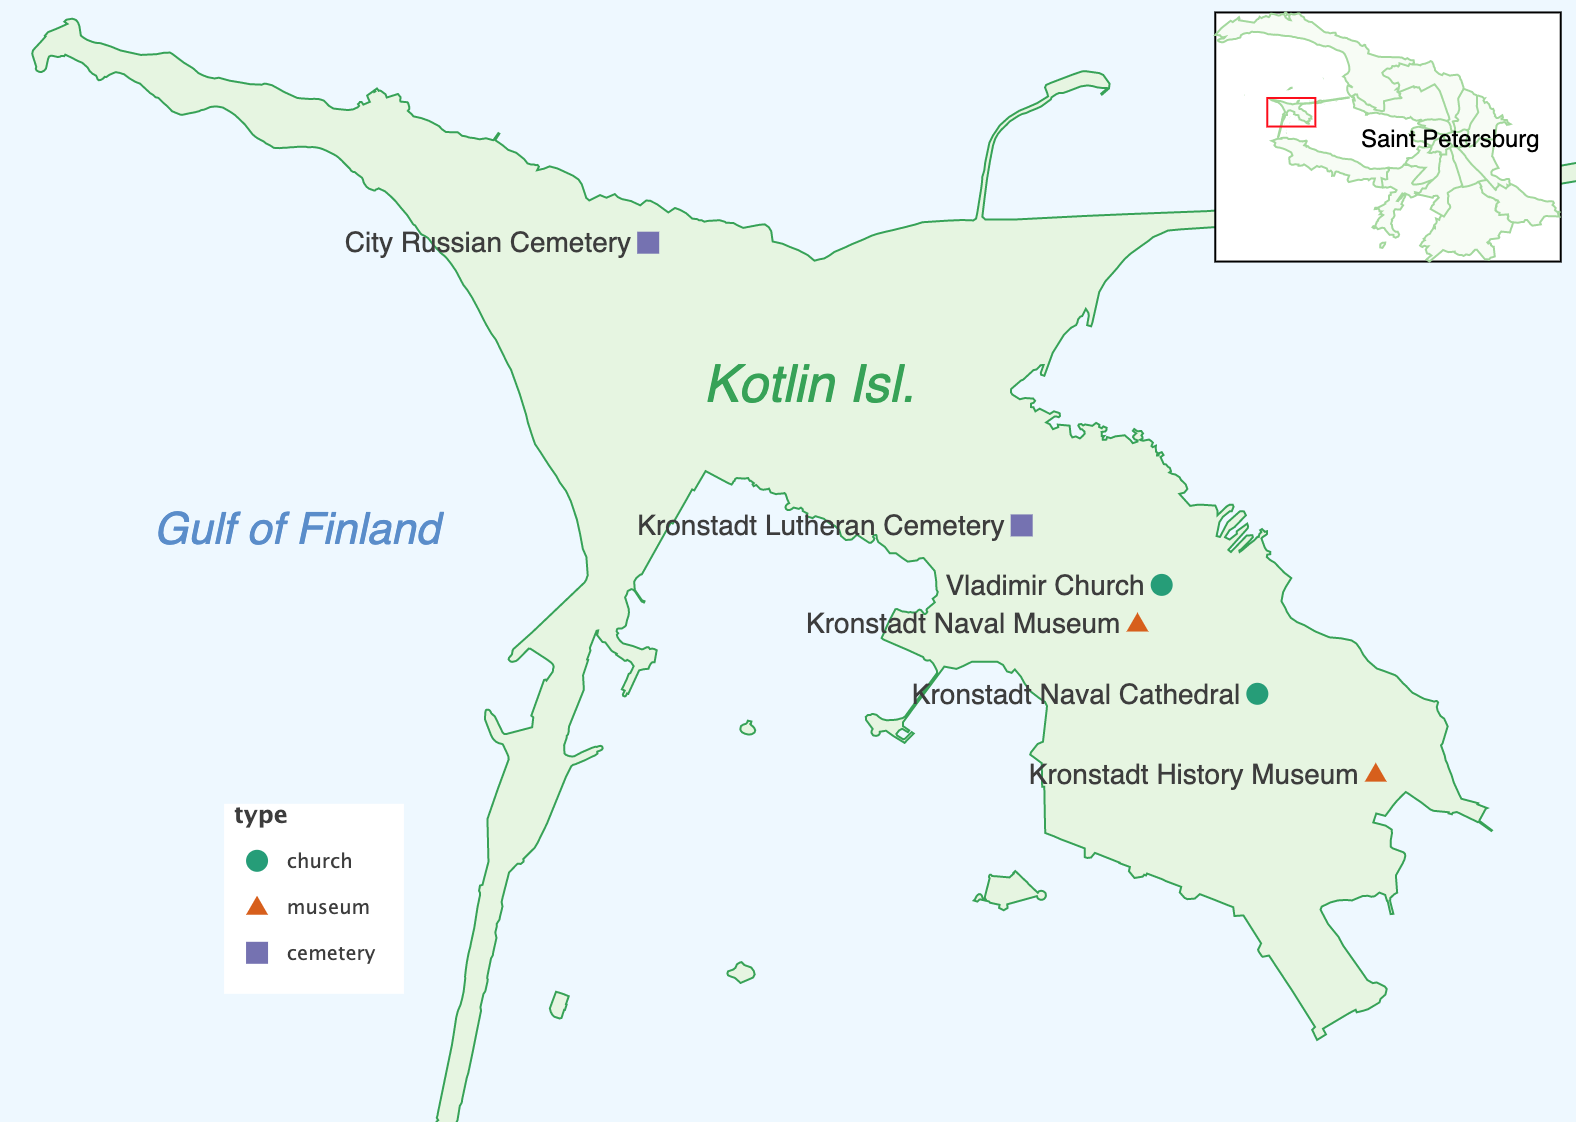 Saint Petersburg
City Russian Cemetery
Kotlin Isl.
Gulf of Finland
Kronstadt Lutheran Cemetery
Vladimir Church
Kronstadt Naval Museum
Kronstadt Naval Cathedral
Kronstadt History Museum
type
church
museum
cemetery